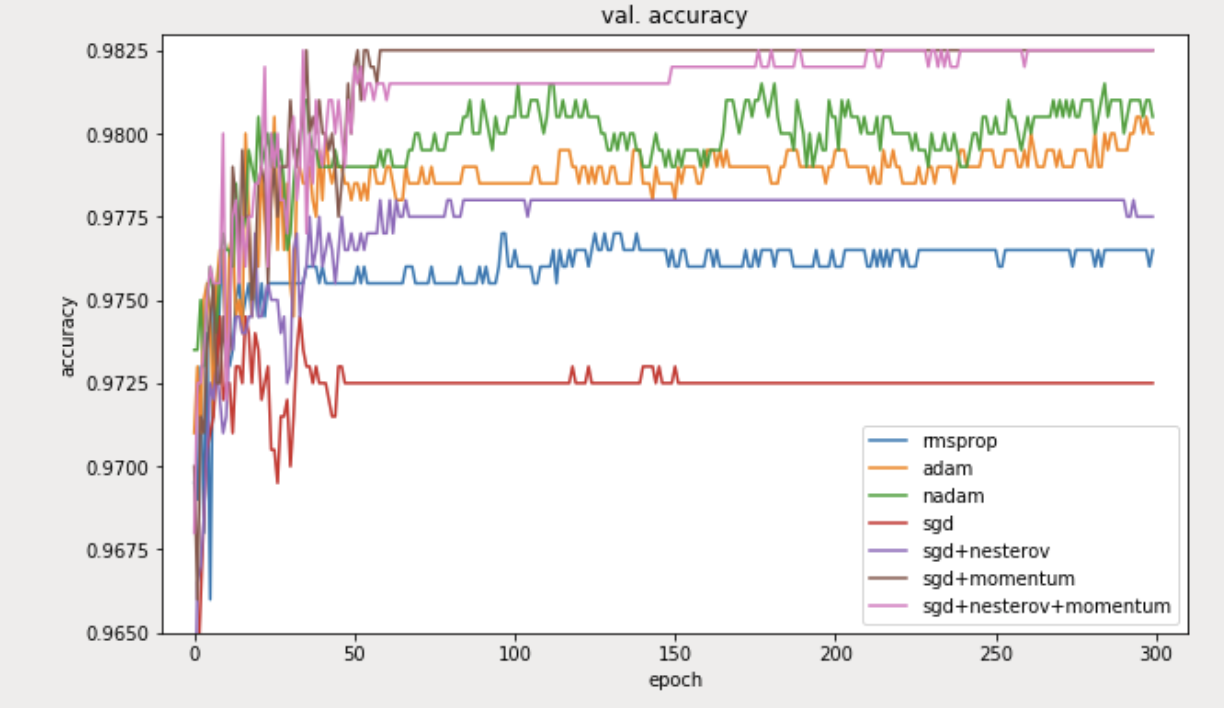 val. accuracy
0.9825
0.9800
0.9775
0.9750
0.9725
0.9700
0.9675
0.9650
accuracy
0 50 100 150 200 250 300
epoch
rmsprop
adam
nadam
sgd
sgd+nesterov
sgd+momentum
sgd+nesterov+momentum